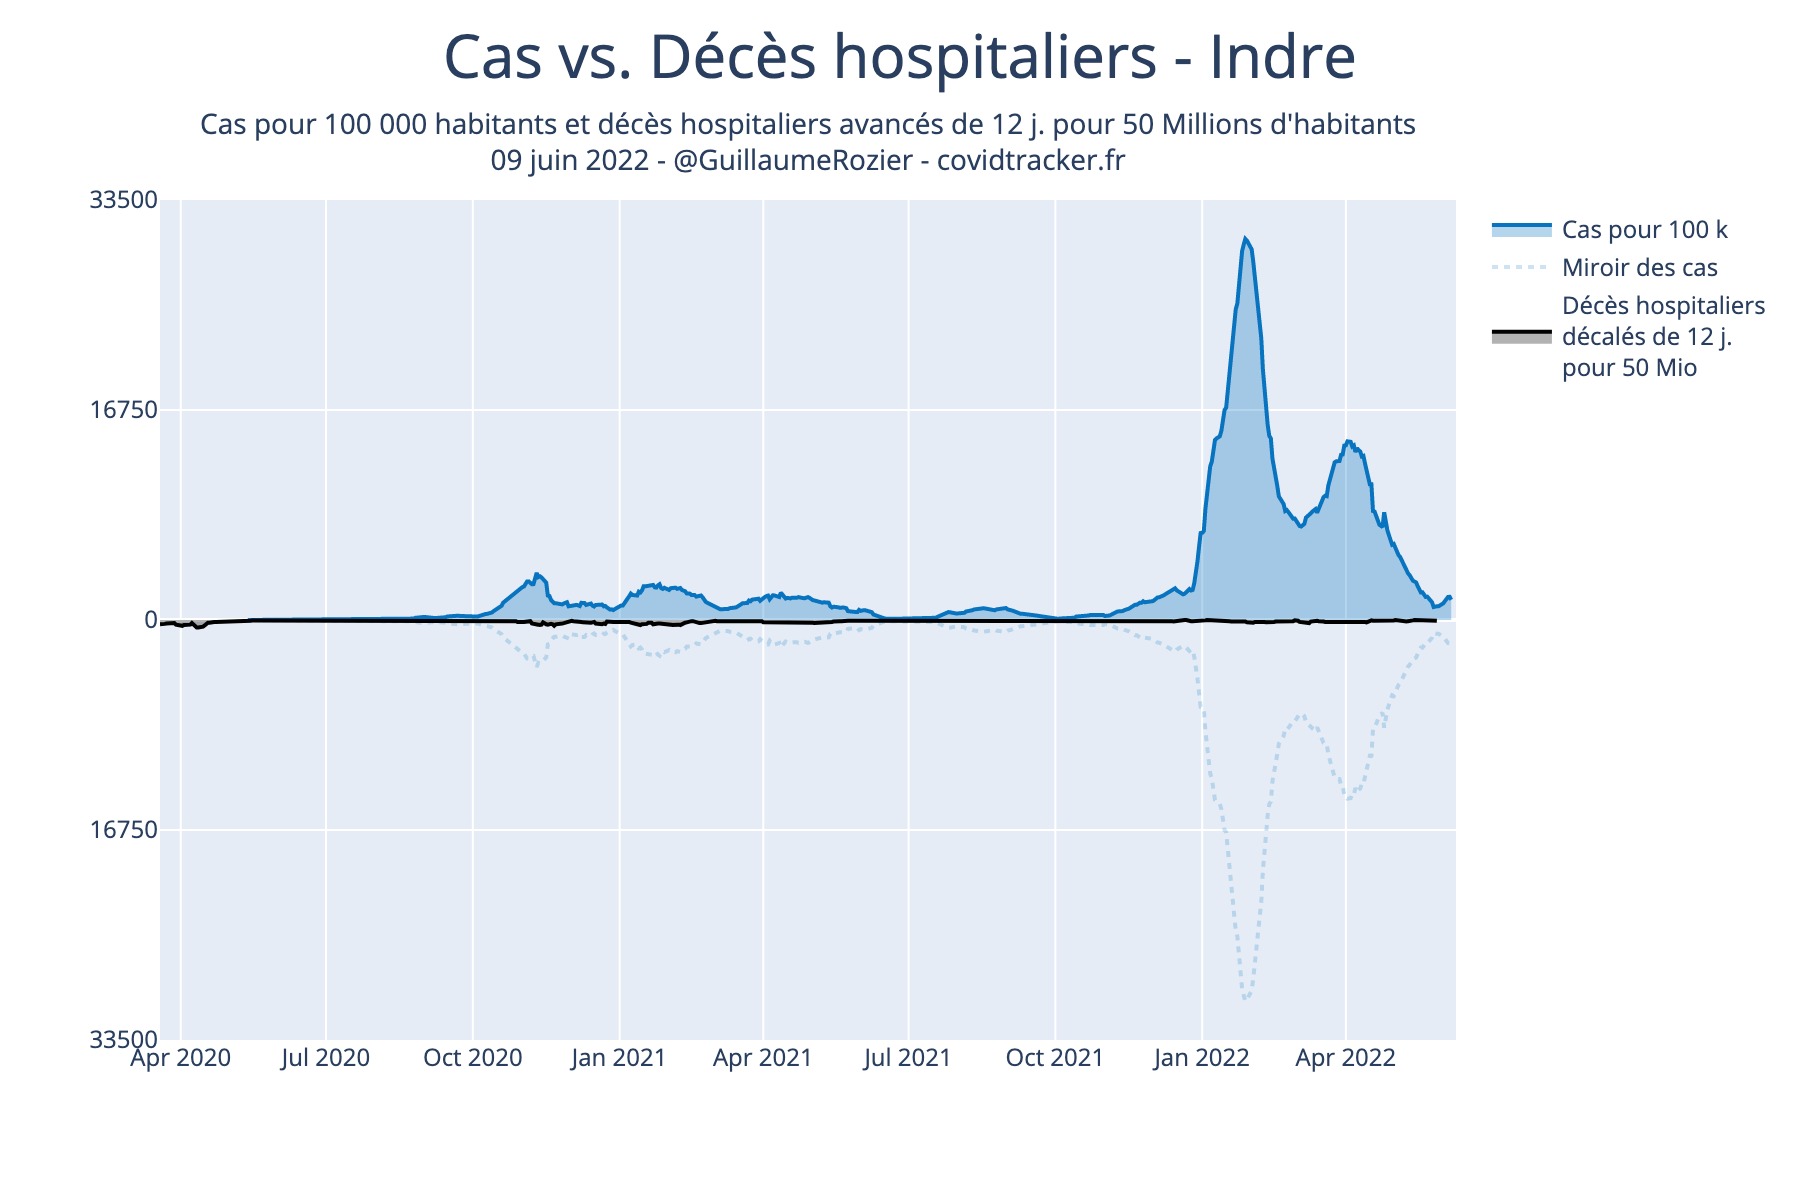 Cas vs. Décès hospitaliers - Indre
Cas pour 100 000 habitants et décès hospitaliers avancés de 12 j. pour 50 Millions d'habitants
09 juin 2022 - @GuillaumeRozier - covidtracker.fr
33500
16750
0
16750
33500
Apr 2020
Jul 2020
Oct 2020
Jan 2021
Apr 2021
Jul 2021
Oct 2021
Jan 2022
Apr 2022
Cas pour 100 k
Miroir des cas
Décès hospitaliers
décalés de 12 j.
pour 50 Mio